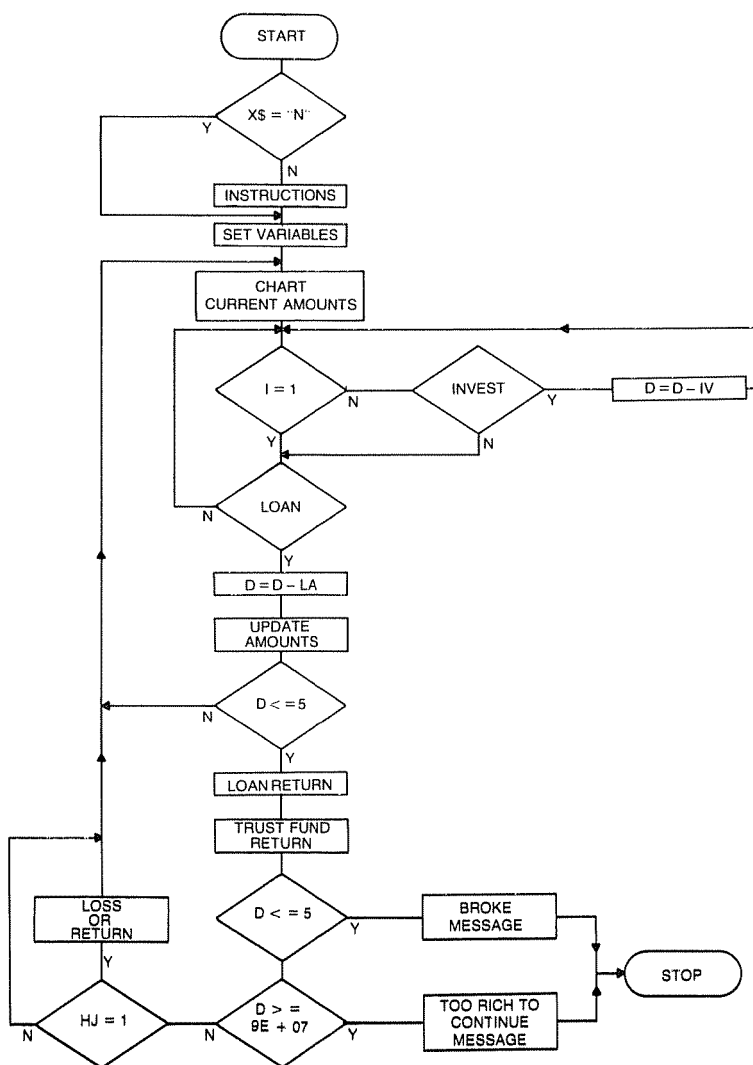 START
X$ = "N"
Y
N
INSTRUCTIONS
SET VARIABLES
CHART
CURRENT AMOUNTS
I = 1
N
INVEST
Y
D = D – IV
Y
N
LOAN
N
Y
D = D – LA
UPDATE
AMOUNTS
D < = 5
N
Y
LOAN RETURN
TRUST FUND
RETURN
LOSS
OR
RETURN
D < = 5
Y
BROKE
MESSAGE
STOP
Y
HJ = 1
N
D > =
9E + 07
N
Y
TOO RICH TO
CONTINUE
MESSAGE